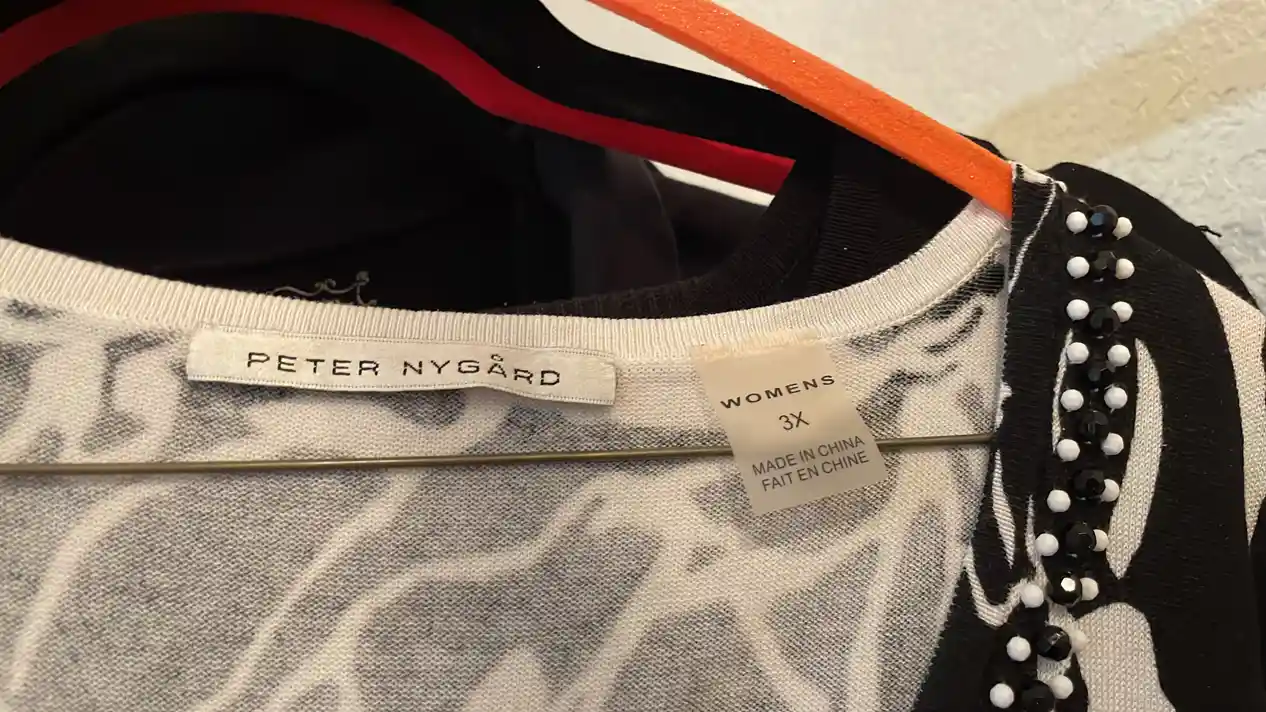 PETER NYGÅRD
WOMENS
3X
MADE IN CHINA
FAIT EN CHINE